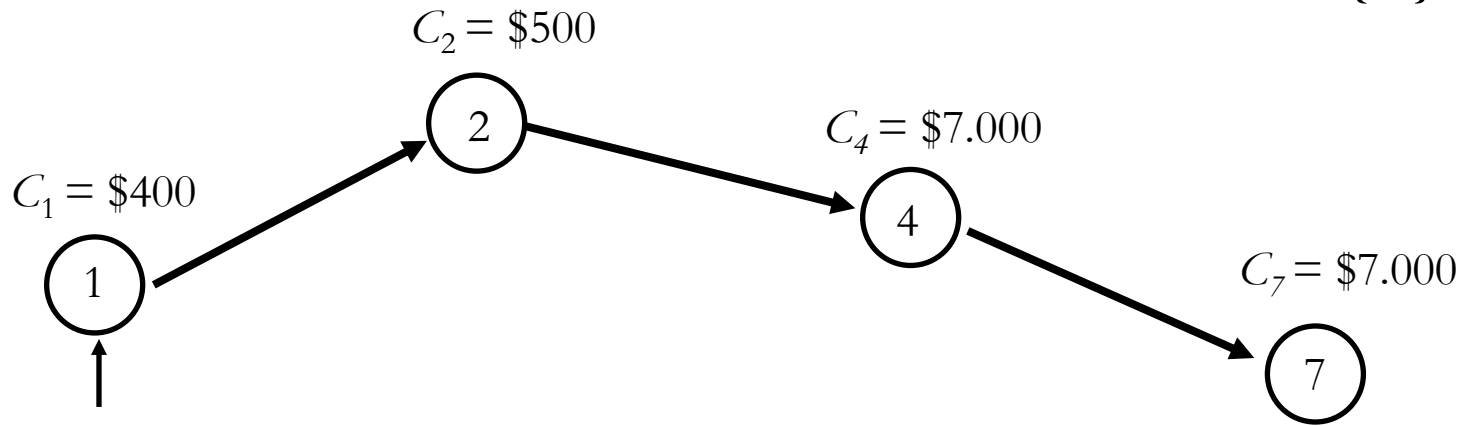 C₂ = $500
C₄ = $7.000
C₁ = $400
C₇ = $7.000
2
4
1
7